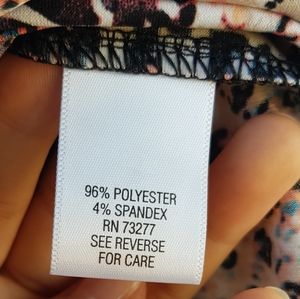 96% POLYESTER
4% SPANDEX
RN 73277
SEE REVERSE
FOR CARE